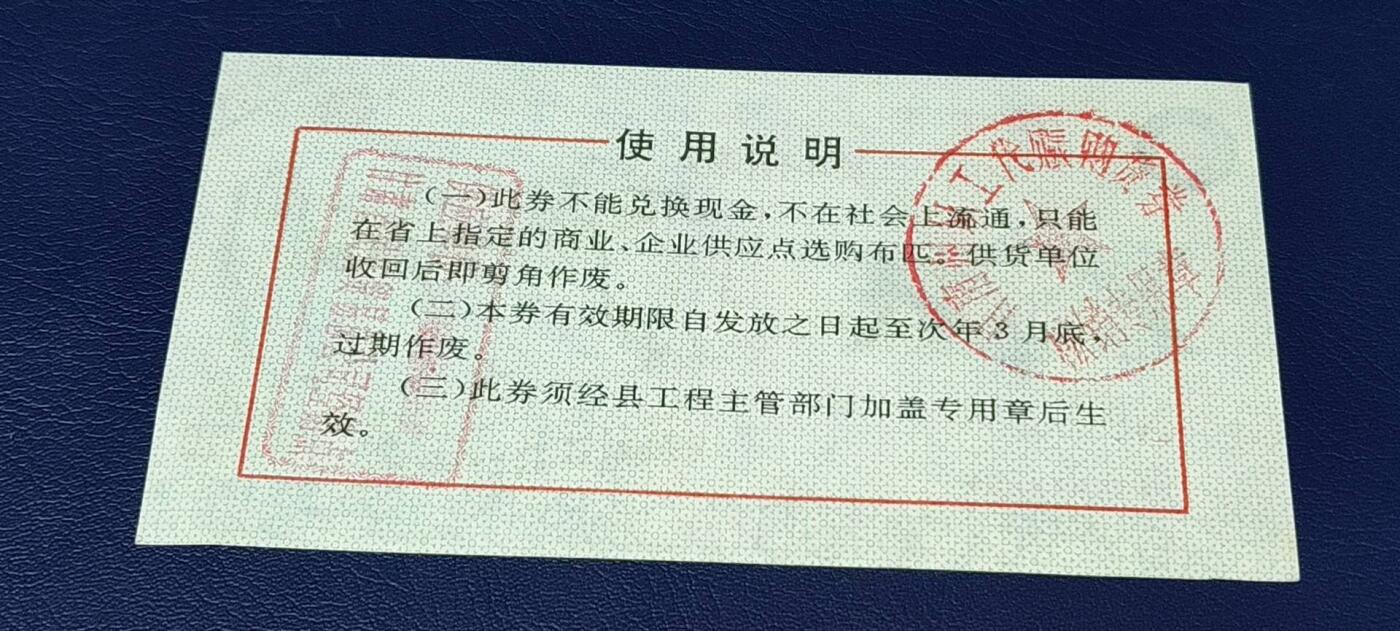 使用说明
(一)此券不能兑换现金,不在社会上流通,只能
在省上指定的商业、企业供应点选购布匹。供货单位
收回后即剪角作废。
(二)本券有效期限自发放之日起至次年3月底,
过期作废。
(三)此券须经县工程主管部门加盖专用章后生
效。
工代赈购货券